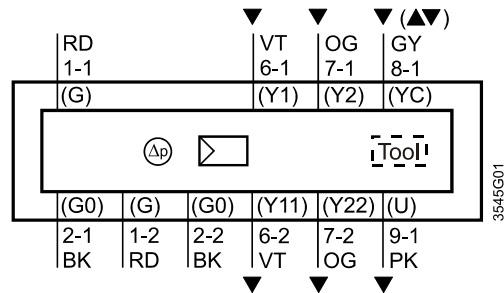 (▲▼)
RD VT OG GY
1-1 6-1 7-1 8-1
(G) (Y1) (Y2) (YC)
Δp Tool
(G0) (G) (G0) (Y11) (Y22) (U)
2-1 1-2 2-2 6-2 7-2 9-1
BK RD BK VT OG PK
3545G01